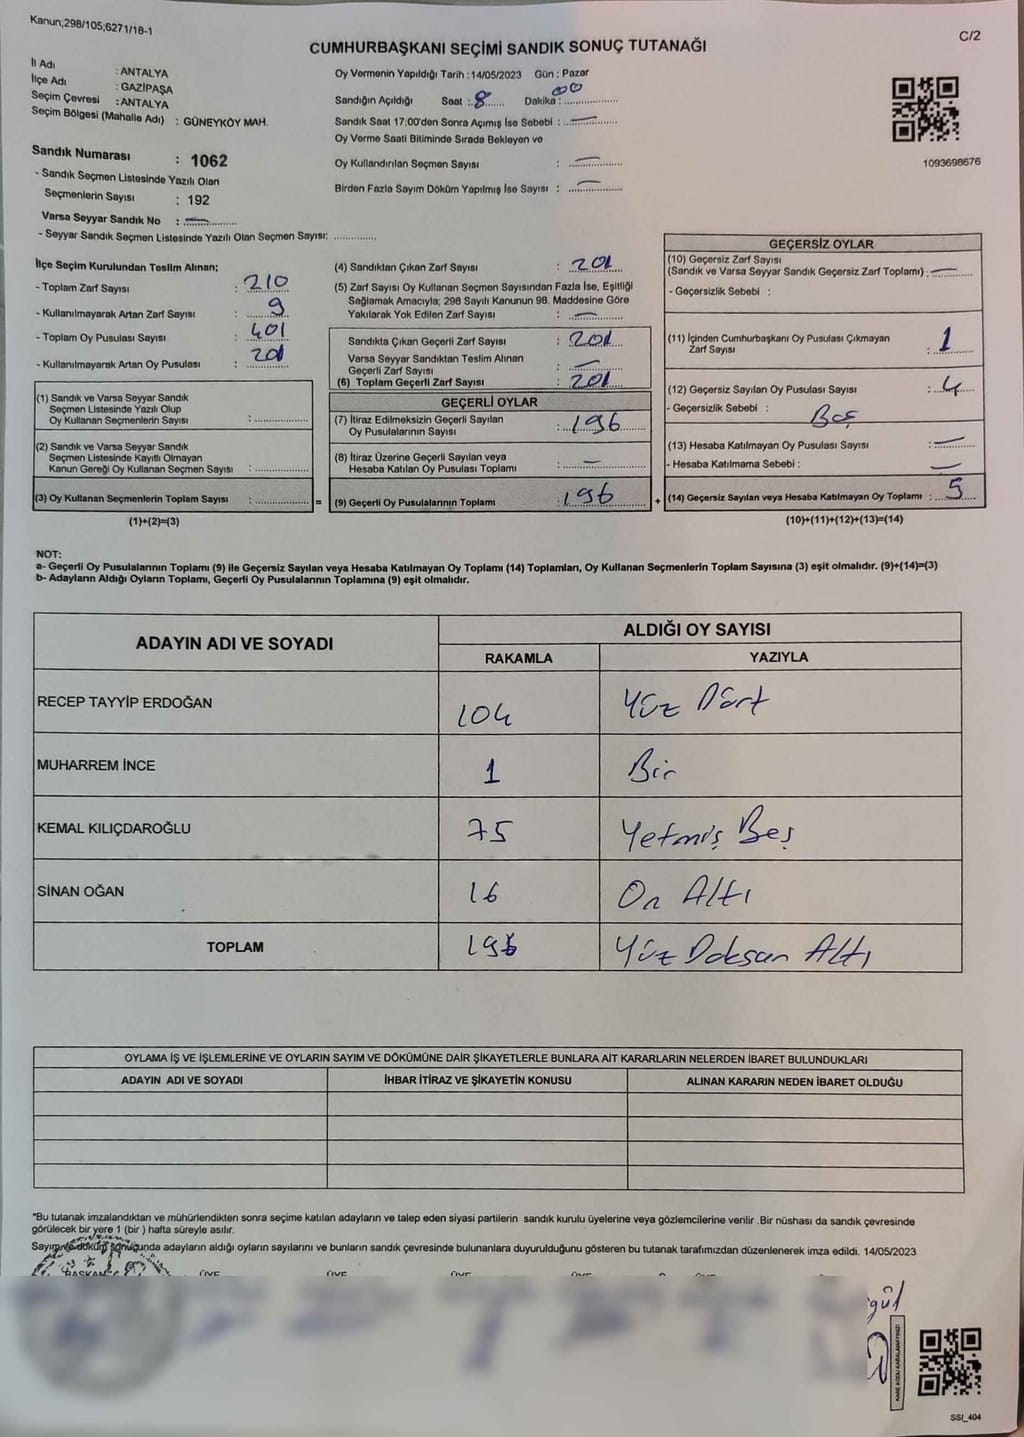 Kanun;298/105;6271/18-1
C/2
CUMHURBAŞKANI SEÇİMİ SANDIK SONUÇ TUTANAĞI
İl Adı : ANTALYA
İlçe Adı : GAZİPAŞA
Seçim Çevresi : ANTALYA
Seçim Bölgesi (Mahalle Adı) : GÜNEYKÖY MAH.
Sandık Numarası : 1062
- Sandık Seçmen Listesinde Yazılı Olan
Seçmenlerin Sayısı : 192
Varsa Seyyar Sandık No : —
- Seyyar Sandık Seçmen Listesinde Yazılı Olan Seçmen Sayısı: ..............
Oy Vermenin Yapıldığı Tarih : 14/05/2023 Gün : Pazar
Sandığın Açıldığı Saat : 8 Dakika : 00
Sandık Saat 17:00'den Sonra Açımış İse Sebebi : —
Oy Verme Saati Bitiminde Sırada Bekleyen ve
Oy Kullandırılan Seçmen Sayısı : —
Birden Fazla Sayım Döküm Yapılmış İse Sayısı : —
1093698676
İlçe Seçim Kurulundan Teslim Alınan;
- Toplam Zarf Sayısı : 210
- Kullanılmayarak Artan Zarf Sayısı : 9
- Toplam Oy Pusulası Sayısı : 401
- Kullanılmayarak Artan Oy Pusulası : 201
(1) Sandık ve Varsa Seyyar Sandık
Seçmen Listesinde Yazılı Olup
Oy Kullanan Seçmenlerin Sayısı : ..............
(2) Sandık ve Varsa Seyyar Sandık
Seçmen Listesinde Kayıtlı Olmayan
Kanun Gereği Oy Kullanan Seçmen Sayısı : ..............
(3) Oy Kullanan Seçmenlerin Toplam Sayısı : .............. =
(1)+(2)=(3)
(4) Sandıktan Çıkan Zarf Sayısı : 201
(5) Zarf Sayısı Oy Kullanan Seçmen Sayısından Fazla İse, Eşitliği
Sağlamak Amacıyla; 298 Sayılı Kanunun 98. Maddesine Göre
Yakılarak Yok Edilen Zarf Sayısı : —
Sandıkta Çıkan Geçerli Zarf Sayısı : 201
Varsa Seyyar Sandıktan Teslim Alınan
Geçerli Zarf Sayısı : —
(6) Toplam Geçerli Zarf Sayısı : 201
GEÇERLİ OYLAR
(7) İtiraz Edilmeksizin Geçerli Sayılan
Oy Pusulalarının Sayısı : 196
(8) İtiraz Üzerine Geçerli Sayılan veya
Hesaba Katılan Oy Pusulası Toplamı : —
(9) Geçerli Oy Pusulalarının Toplamı : 196 +
GEÇERSİZ OYLAR
(10) Geçersiz Zarf Sayısı
(Sandık ve Varsa Seyyar Sandık Geçersiz Zarf Toplamı) : —
- Geçersizlik Sebebi :
(11) İçinden Cumhurbaşkanı Oy Pusulası Çıkmayan
Zarf Sayısı : 1
(12) Geçersiz Sayılan Oy Pusulası Sayısı : 4
- Geçersizlik Sebebi : Boş
(13) Hesaba Katılmayan Oy Pusulası Sayısı : —
- Hesaba Katılmama Sebebi : —
(14) Geçersiz Sayılan veya Hesaba Katılmayan Oy Toplamı : 5
(10)+(11)+(12)+(13)=(14)
NOT:
a- Geçerli Oy Pusulalarının Toplamı (9) ile Geçersiz Sayılan veya Hesaba Katılmayan Oy Toplamı (14) Toplamları, Oy Kullanan Seçmenlerin Toplam Sayısına (3) eşit olmalıdır. (9)+(14)=(3)
b- Adayların Aldığı Oyların Toplamı, Geçerli Oy Pusulalarının Toplamına (9) eşit olmalıdır.
ADAYIN ADI VE SOYADI
ALDIĞI OY SAYISI
RAKAMLA YAZIYLA
RECEP TAYYİP ERDOĞAN 104 Yüz Dört
MUHARREM İNCE 1 Bir
KEMAL KILIÇDAROĞLU 75 Yetmiş Beş
SİNAN OĞAN 16 On Altı
TOPLAM 196 Yüz Doksan Altı
OYLAMA İŞ VE İŞLEMLERİNE VE OYLARIN SAYIM VE DÖKÜMÜNE DAİR ŞİKAYETLERLE BUNLARA AİT KARARLARIN NELERDEN İBARET BULUNDUKLARI
ADAYIN ADI VE SOYADI İHBAR İTİRAZ VE ŞİKAYETİN KONUSU ALINAN KARARIN NEDEN İBARET OLDUĞU
*Bu tutanak imzalandıktan ve mühürlendikten sonra seçime katılan adayların ve talep eden siyasi partilerin sandık kurulu üyelerine veya gözlemcilerine verilir .Bir nüshası da sandık çevresinde
görülecek bir yere 1 (bir ) hafta süreyle asılır.
Sayım ve döküm sonucunda adayların aldığı oyların sayılarını ve bunların sandık çevresinde bulunanlara duyurulduğunu gösteren bu tutanak tarafımızdan düzenlenerek imza edildi. 14/05/2023
BAŞKAN ÜYE ÜYE ÜYE ÜYE ÜYE
KARE KODU KARALAMAYINIZ!
SSI_404